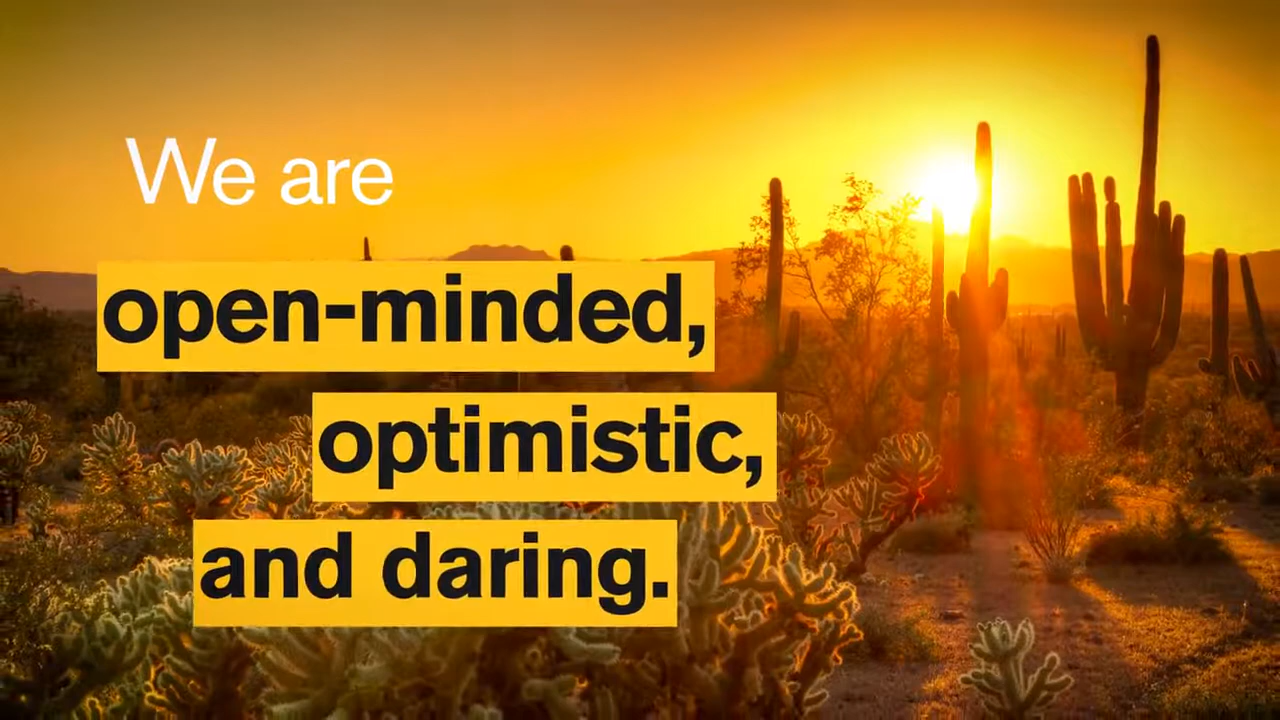 We are
open-minded,
optimistic,
and daring.